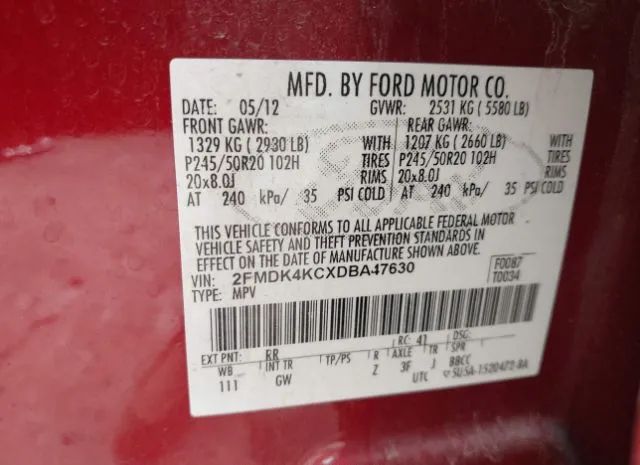 MFD. BY FORD MOTOR CO.
DATE: 05/12 GVWR: 2531 KG ( 5580 LB)
FRONT GAWR: REAR GAWR:
1329 KG ( 2930 LB) WITH 1207 KG ( 2660 LB) WITH
P245/50R20 102H TIRES P245/50R20 102H TIRES
20x8.0J RIMS 20x8.0J RIMS
AT 240 kPa/ 35 PSI COLD AT 240 kPa/ 35 PSI COLD
THIS VEHICLE CONFORMS TO ALL APPLICABLE FEDERAL MOTOR
VEHICLE SAFETY AND THEFT PREVENTION STANDARDS IN
EFFECT ON THE DATE OF MANUFACTURE SHOWN ABOVE.
VIN: 2FMDK4KCXDBA47630 F0087
TYPE: MPV T0034
RC: 41 DSG:
EXT PNT: RR
WB INT TR TP/PS R AXLE TR SPR
111 GW Z 3F J BBCC
UTC